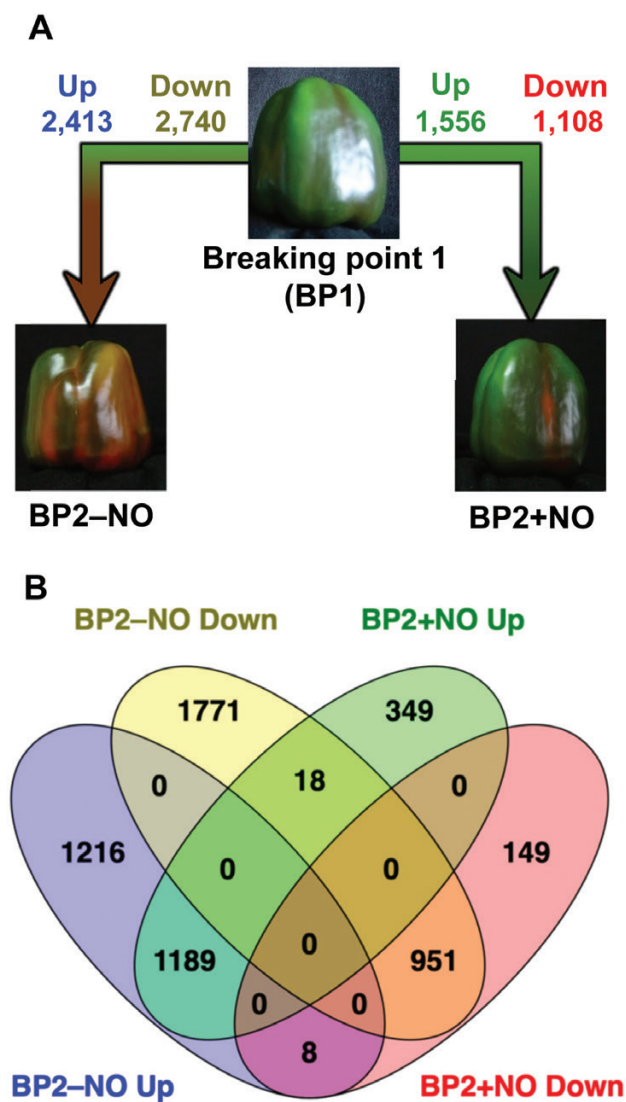 A
Up Down Up Down
2,413 2,740 1,556 1,108
Breaking point 1
(BP1)
BP2–NO BP2+NO
B
BP2–NO Down BP2+NO Up
1771 349
0 18 0
1216 149
0 0
1189 0 951
0 0
8
BP2–NO Up BP2+NO Down